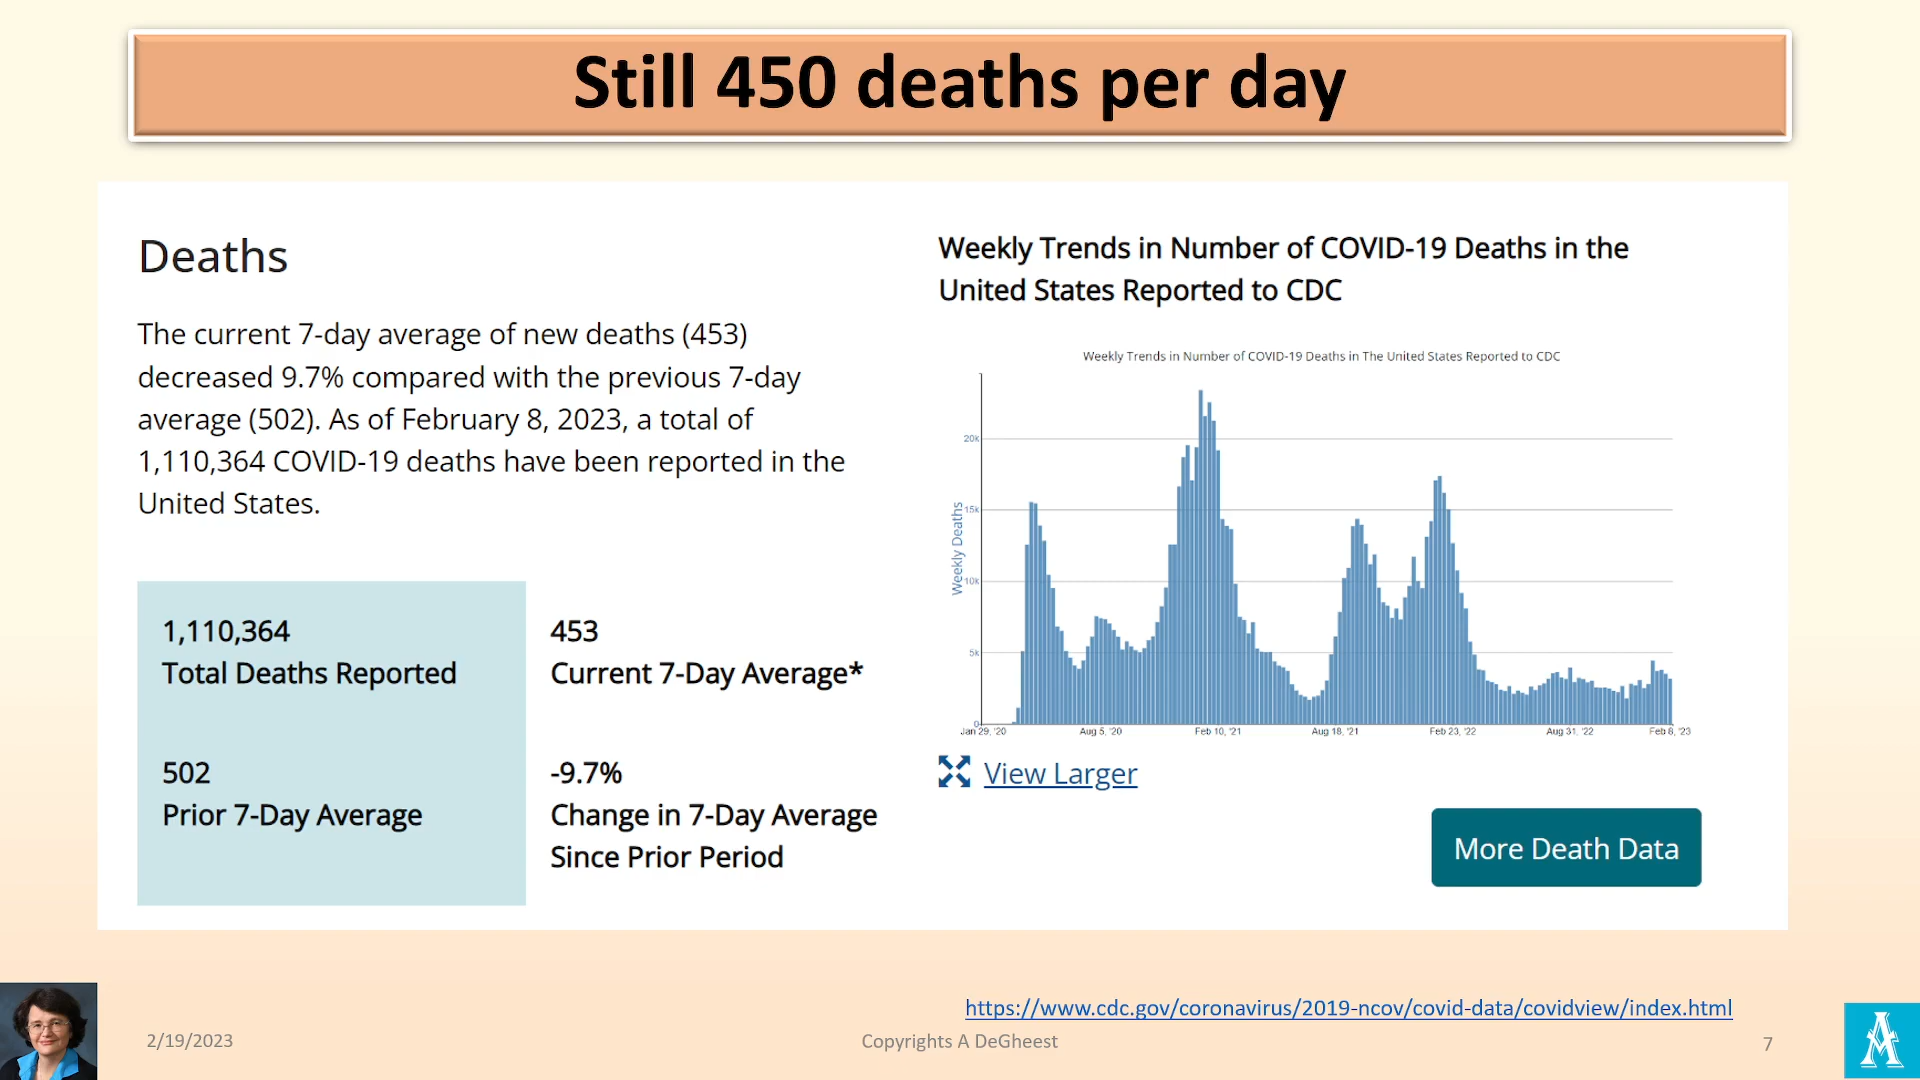 Still 450 deaths per day
Deaths
The current 7-day average of new deaths (453)
decreased 9.7% compared with the previous 7-day
average (502). As of February 8, 2023, a total of
1,110,364 COVID-19 deaths have been reported in the
United States.
1,110,364
Total Deaths Reported
453
Current 7-Day Average*
502
Prior 7-Day Average
-9.7%
Change in 7-Day Average
Since Prior Period
Weekly Trends in Number of COVID-19 Deaths in the
United States Reported to CDC
Weekly Trends in Number of COVID-19 Deaths in The United States Reported to CDC
Weekly Deaths
20k
15k
10k
5k
0
Jan 29, '20 Aug 5, '20 Feb 10, '21 Aug 18, '21 Feb 23, '22 Aug 31, '22 Feb 8, '23
View Larger
More Death Data
https://www.cdc.gov/coronavirus/2019-ncov/covid-data/covidview/index.html
2/19/2023
Copyrights A DeGheest
7
A